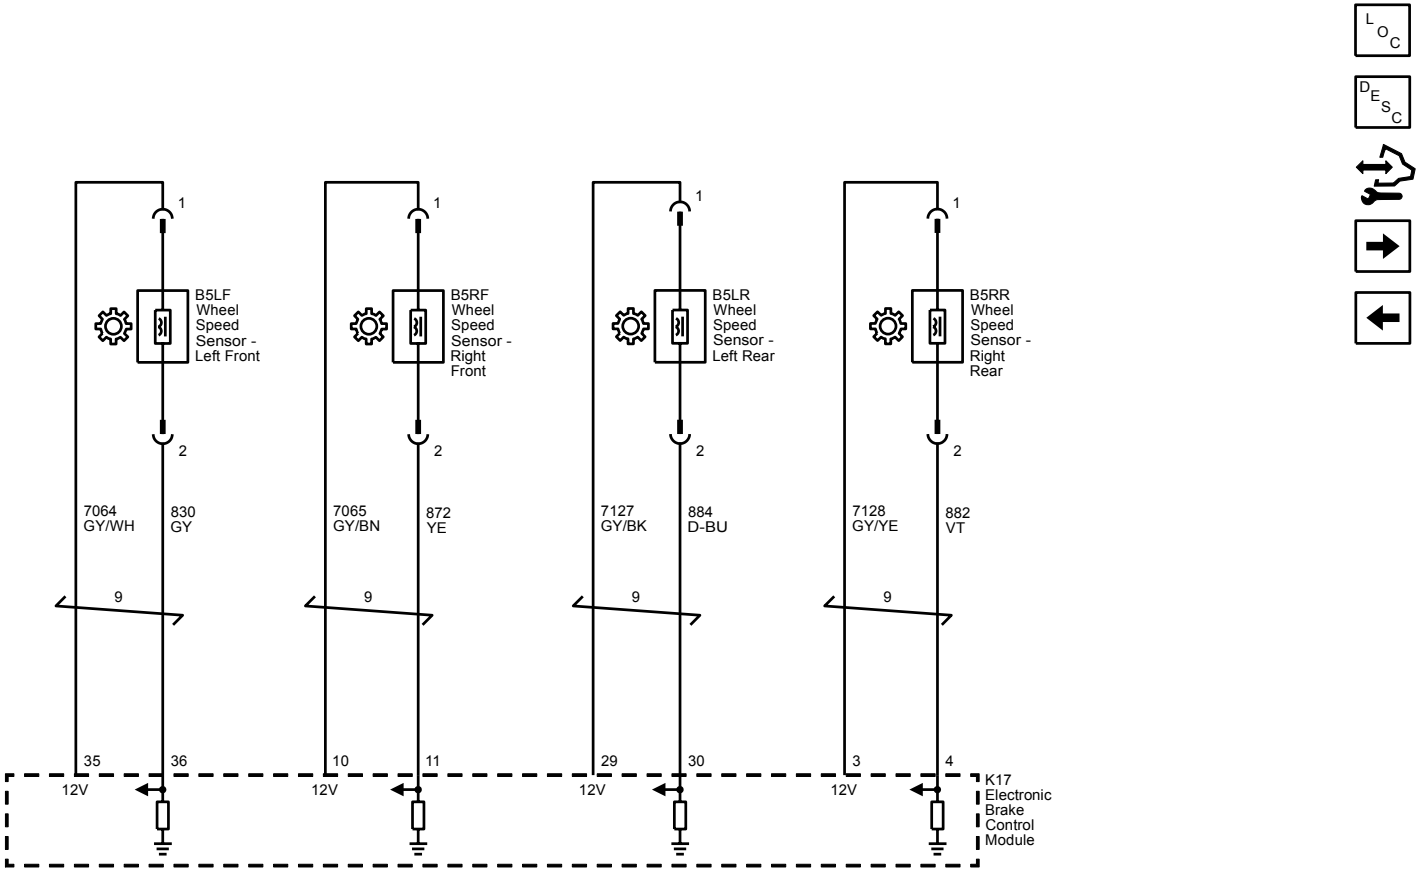 L
O
C
D
E
S
C
1
1
1
1
B5LF
Wheel
Speed
Sensor -
Left Front
B5RF
Wheel
Speed
Sensor -
Right
Front
B5LR
Wheel
Speed
Sensor -
Left Rear
B5RR
Wheel
Speed
Sensor -
Right
Rear
2
2
2
2
7064
GY/WH
830
GY
7065
GY/BN
872
YE
7127
GY/BK
884
D-BU
7128
GY/YE
882
VT
9
9
9
9
35
36
10
11
29
30
3
4
12V
12V
12V
12V
K17
Electronic
Brake
Control
Module